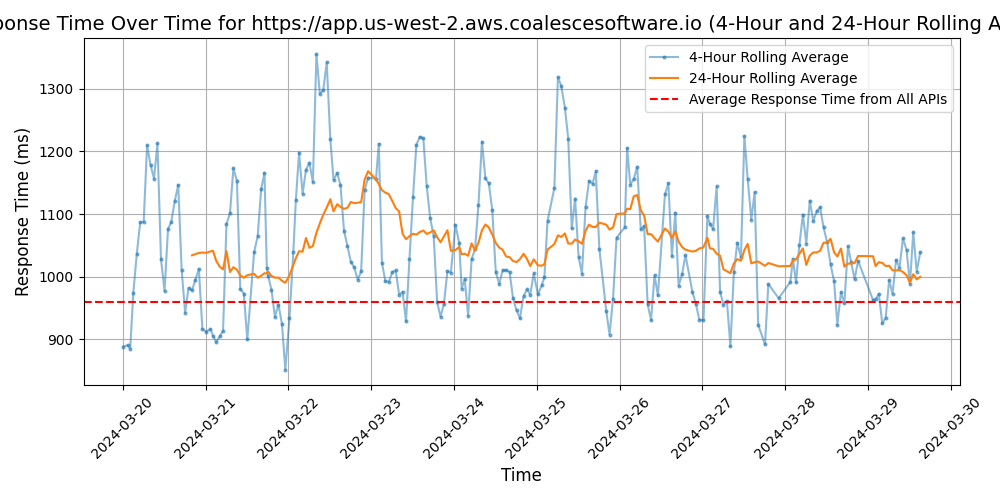 onse Time Over Time for https://app.us-west-2.aws.coalescesoftware.io (4-Hour and 24-Hour Rolling A
4-Hour Rolling Average
24-Hour Rolling Average
Average Response Time from All APIs
Response Time (ms)
1300
1200
1100
1000
900
2024-03-20
2024-03-21
2024-03-22
2024-03-23
2024-03-24
2024-03-25
2024-03-26
2024-03-27
2024-03-28
2024-03-29
2024-03-30
Time